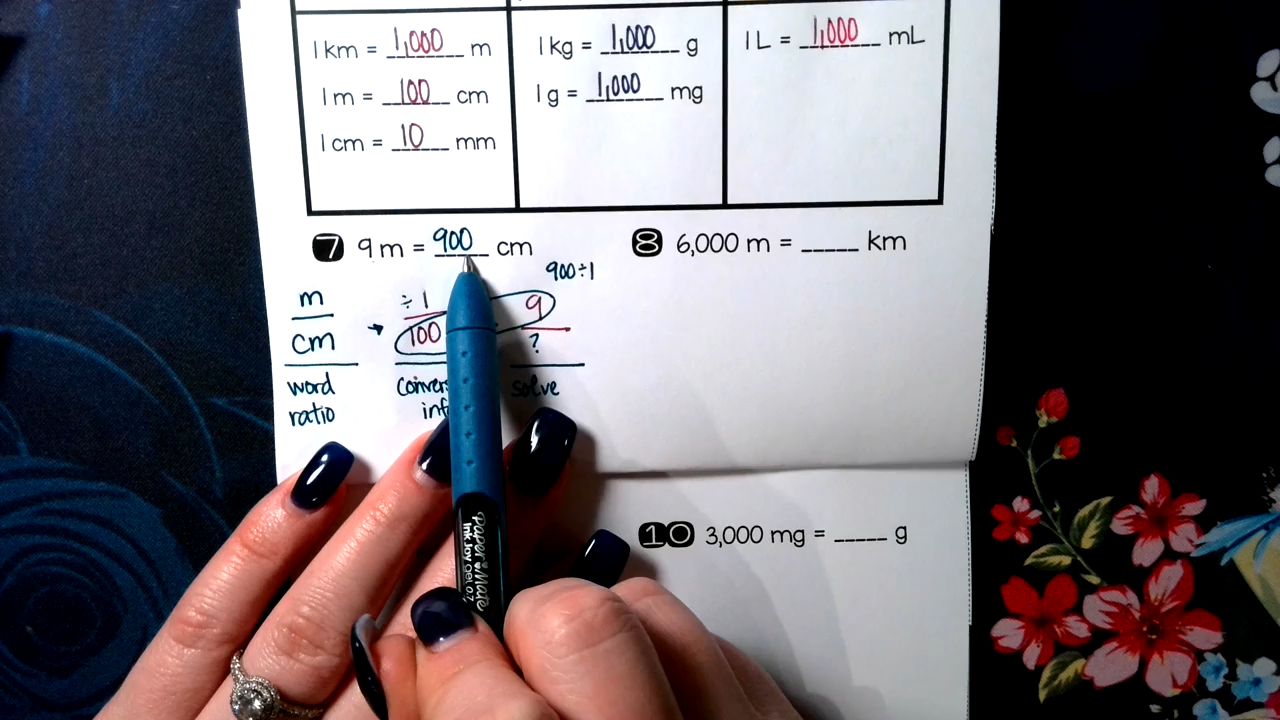 1 km = 1,000 m
1 m = 100 cm
1 cm = 10 mm
1 kg = 1,000 g
1 g = 1,000 mg
1 L = 1,000 mL
7 9 m = 900 cm
900÷1
m
cm
word
ratio
÷ 1
100
9
?
solve
8 6,000 m = _____ km
10 3,000 mg = _____ g
Paper Mate
InkJoy gel 0.7